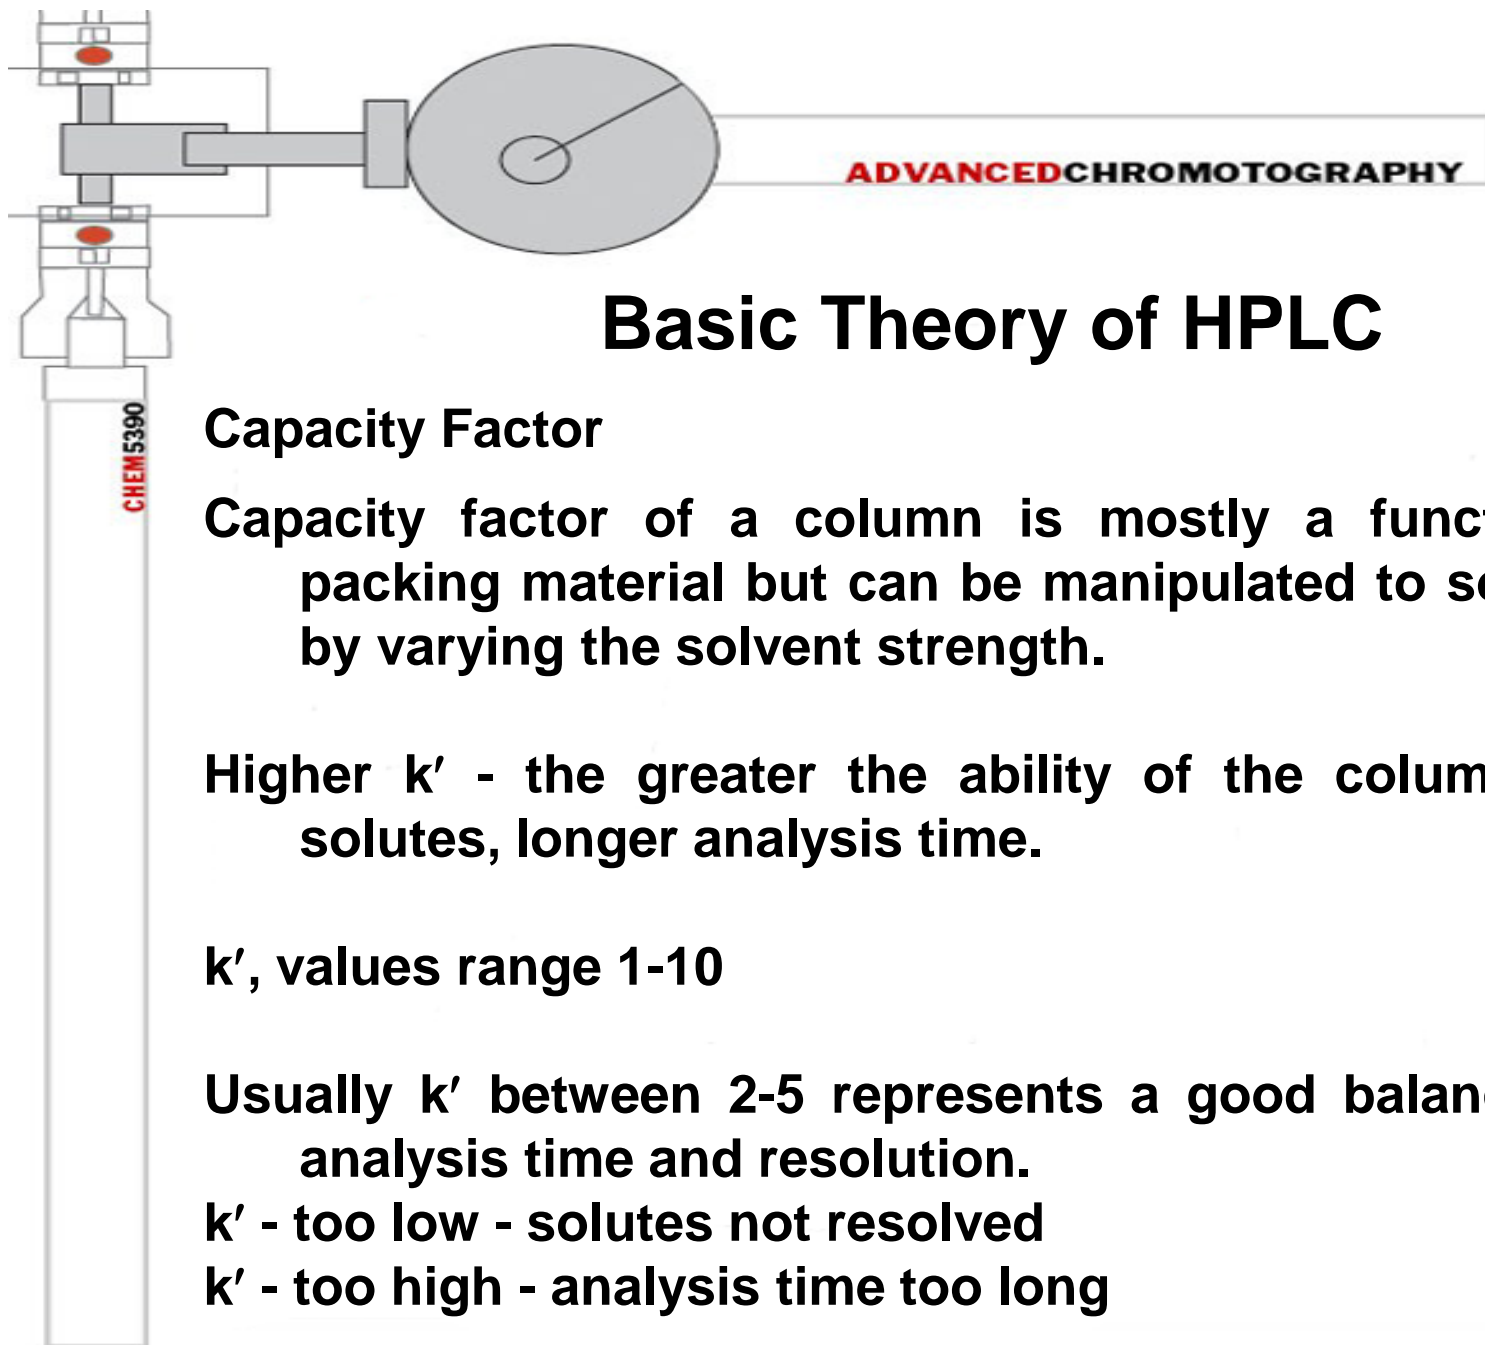 ADVANCEDCHROMOTOGRAPHY
Basic Theory of HPLC
CHEM5390
Capacity Factor
Capacity factor of a column is mostly a
packing material but can be manipulated to
by varying the solvent strength.
Higher k′ - the greater the ability of the
solutes, longer analysis time.
k′, values range 1-10
Usually k′ between 2-5 represents a good
analysis time and resolution.
k′ - too low - solutes not resolved
k′ - too high - analysis time too long